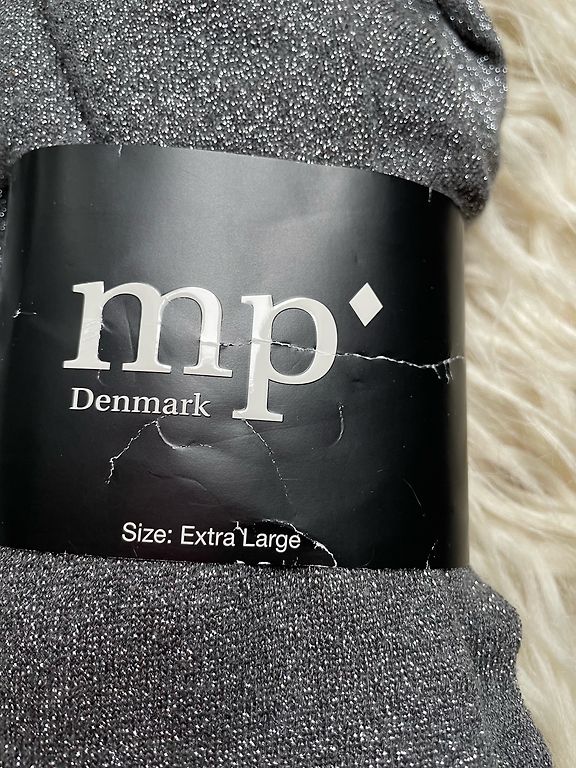 mp
Denmark
Size: Extra Large